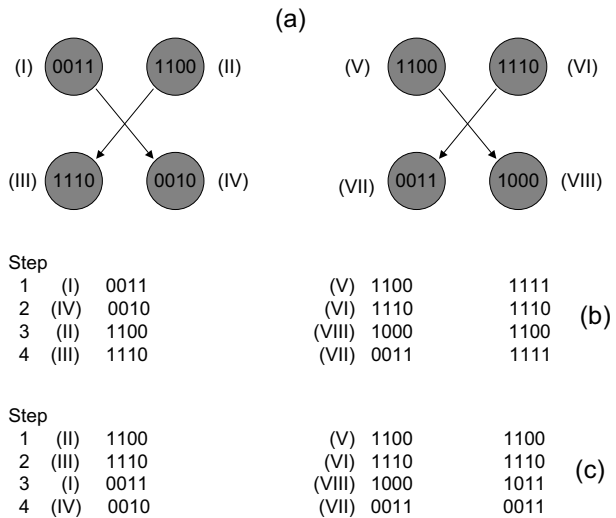 (a)
(I) 0011 1100 (II) (V) 1100 1110 (VI)
(III) 1110 0010 (IV) (VII) 0011 1000 (VIII)
Step
1 (I) 0011 (V) 1100 1111
2 (IV) 0010 (VI) 1110 1110
3 (II) 1100 (VIII) 1000 1100
4 (III) 1110 (VII) 0011 1111
(b)
Step
1 (II) 1100 (V) 1100 1100
2 (III) 1110 (VI) 1110 1110
3 (I) 0011 (VIII) 1000 1011
4 (IV) 0010 (VII) 0011 0011
(c)